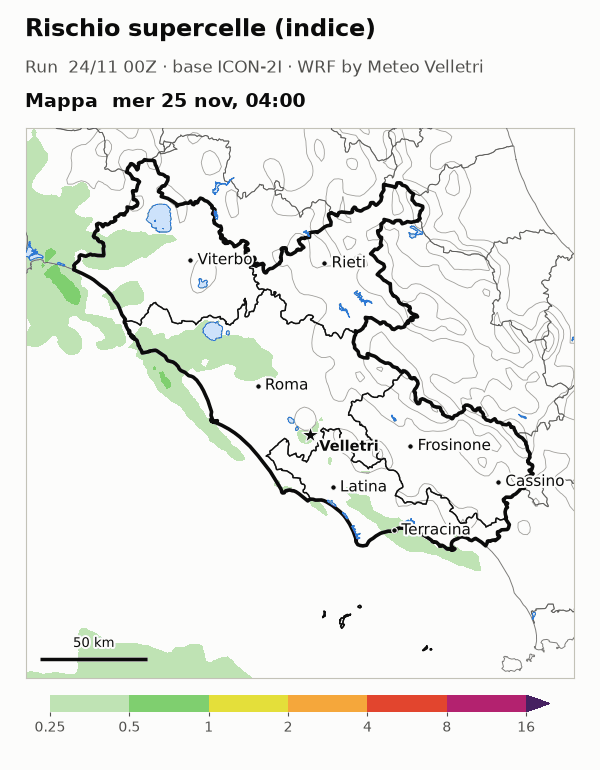 Rischio supercelle (indice)
Run  24/11 00Z · base ICON-2I · WRF by Meteo Velletri
Mappa  mer 25 nov, 04:00
Viterbo
Rieti
Roma
Velletri
Frosinone
Latina
Cassino
Terracina
50 km
0.25 0.5 1 2 4 8 16